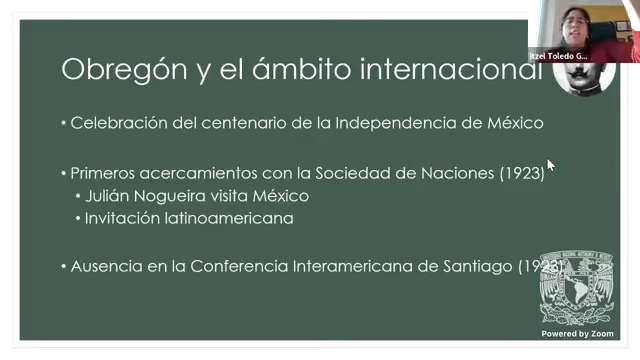 Itzel Toledo G...
Obregón y el ámbito internacional
• Celebración del centenario de la Independencia de México
• Primeros acercamientos con la Sociedad de Naciones (1923)
• Julián Nogueira visita México
• Invitación latinoamericana
• Ausencia en la Conferencia Interamericana de Santiago (1923)
Powered by Zoom